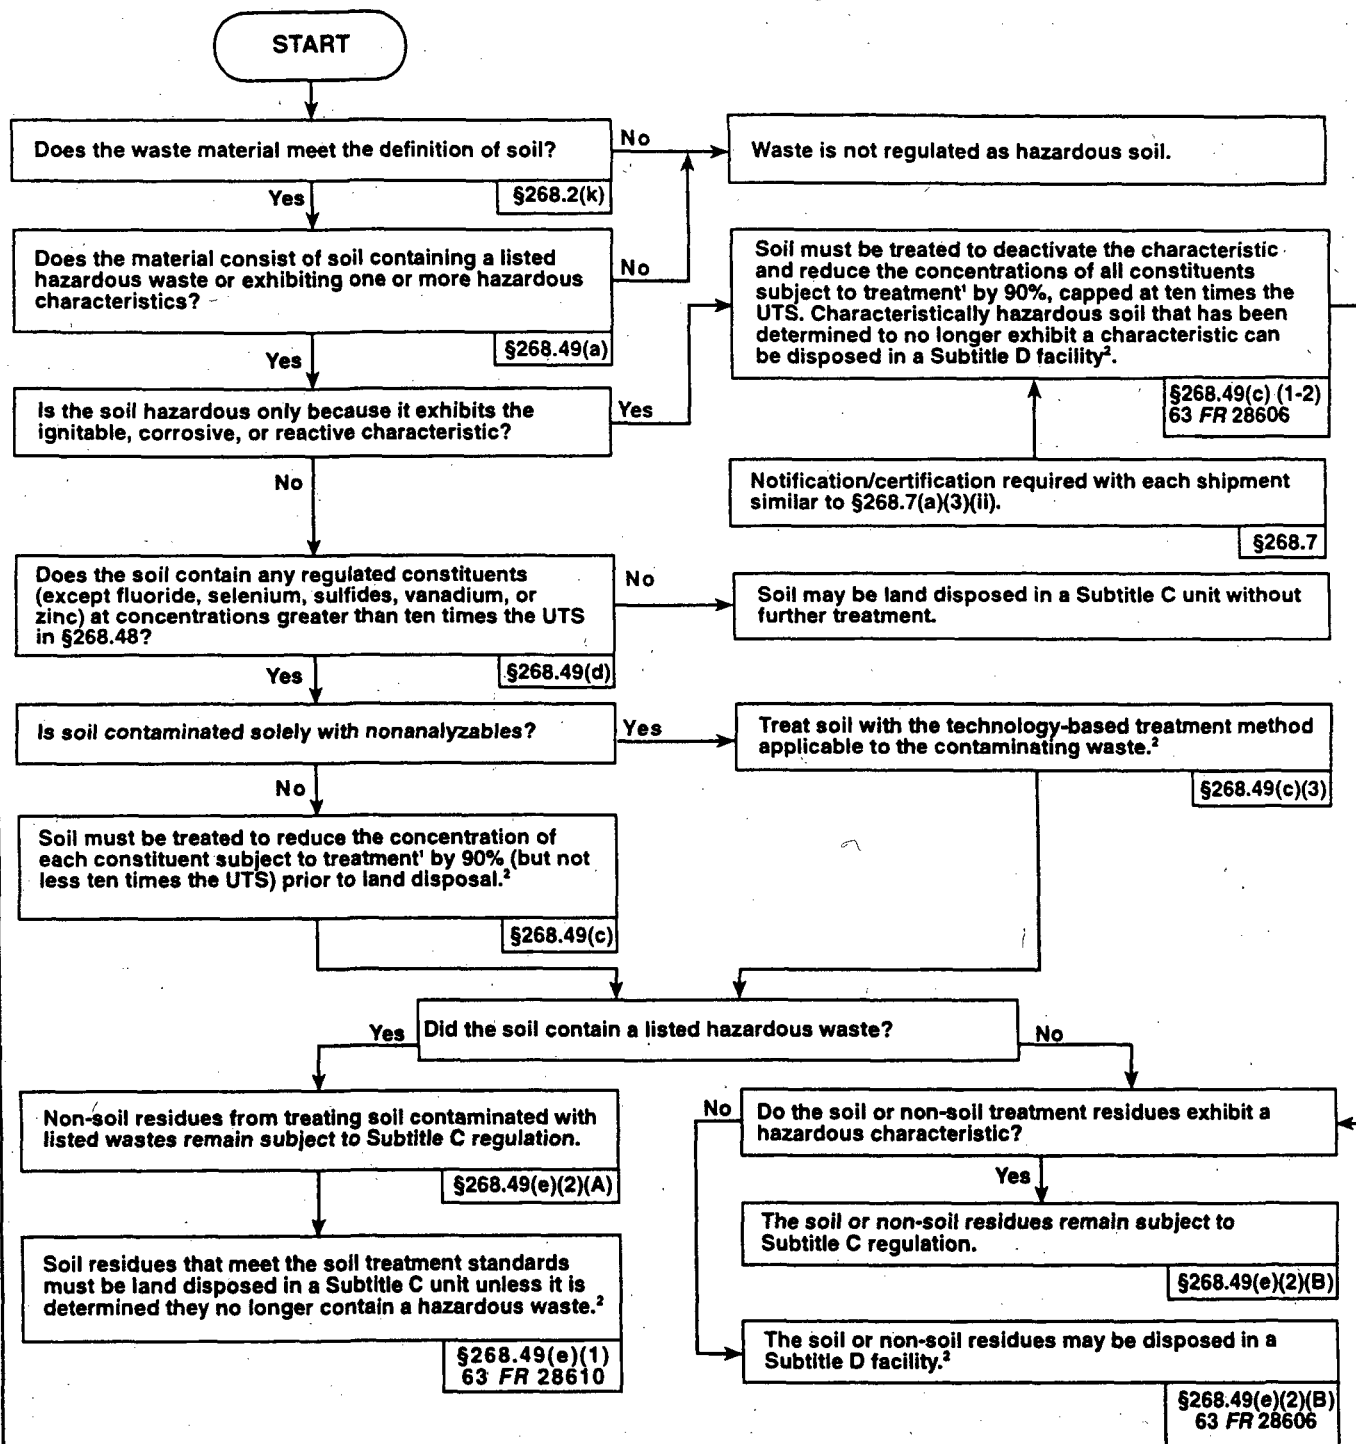 START
Does the waste material meet the definition of soil?
No
Waste is not regulated as hazardous soil.
§268.2(k)
Yes
Does the material consist of soil containing a listed
hazardous waste or exhibiting one or more hazardous
characteristics?
No
§268.49(a)
Yes
Soil must be treated to deactivate the characteristic
and reduce the concentrations of all constituents
subject to treatment¹ by 90%, capped at ten times the
UTS. Characteristically hazardous soil that has been
determined to no longer exhibit a characteristic can
be disposed in a Subtitle D facility².
§268.49(c) (1-2)
63 FR 28606
Is the soil hazardous only because it exhibits the
ignitable, corrosive, or reactive characteristic?
Yes
No
Notification/certification required with each shipment
similar to §268.7(a)(3)(ii).
§268.7
Does the soil contain any regulated constituents
(except fluoride, selenium, sulfides, vanadium, or
zinc) at concentrations greater than ten times the UTS
in §268.48?
No
§268.49(d)
Yes
Soil may be land disposed in a Subtitle C unit without
further treatment.
Is soil contaminated solely with nonanalyzables?
Yes
No
Treat soil with the technology-based treatment method
applicable to the contaminating waste.²
§268.49(c)(3)
Soil must be treated to reduce the concentration of
each constituent subject to treatment¹ by 90% (but not
less ten times the UTS) prior to land disposal.²
§268.49(c)
Did the soil contain a listed hazardous waste?
Yes
No
Non-soil residues from treating soil contaminated with
listed wastes remain subject to Subtitle C regulation.
§268.49(e)(2)(A)
Soil residues that meet the soil treatment standards
must be land disposed in a Subtitle C unit unless it is
determined they no longer contain a hazardous waste.²
§268.49(e)(1)
63 FR 28610
Do the soil or non-soil treatment residues exhibit a
hazardous characteristic?
No
Yes
The soil or non-soil residues remain subject to
Subtitle C regulation.
§268.49(e)(2)(B)
The soil or non-soil residues may be disposed in a
Subtitle D facility.²
§268.49(e)(2)(B)
63 FR 28606